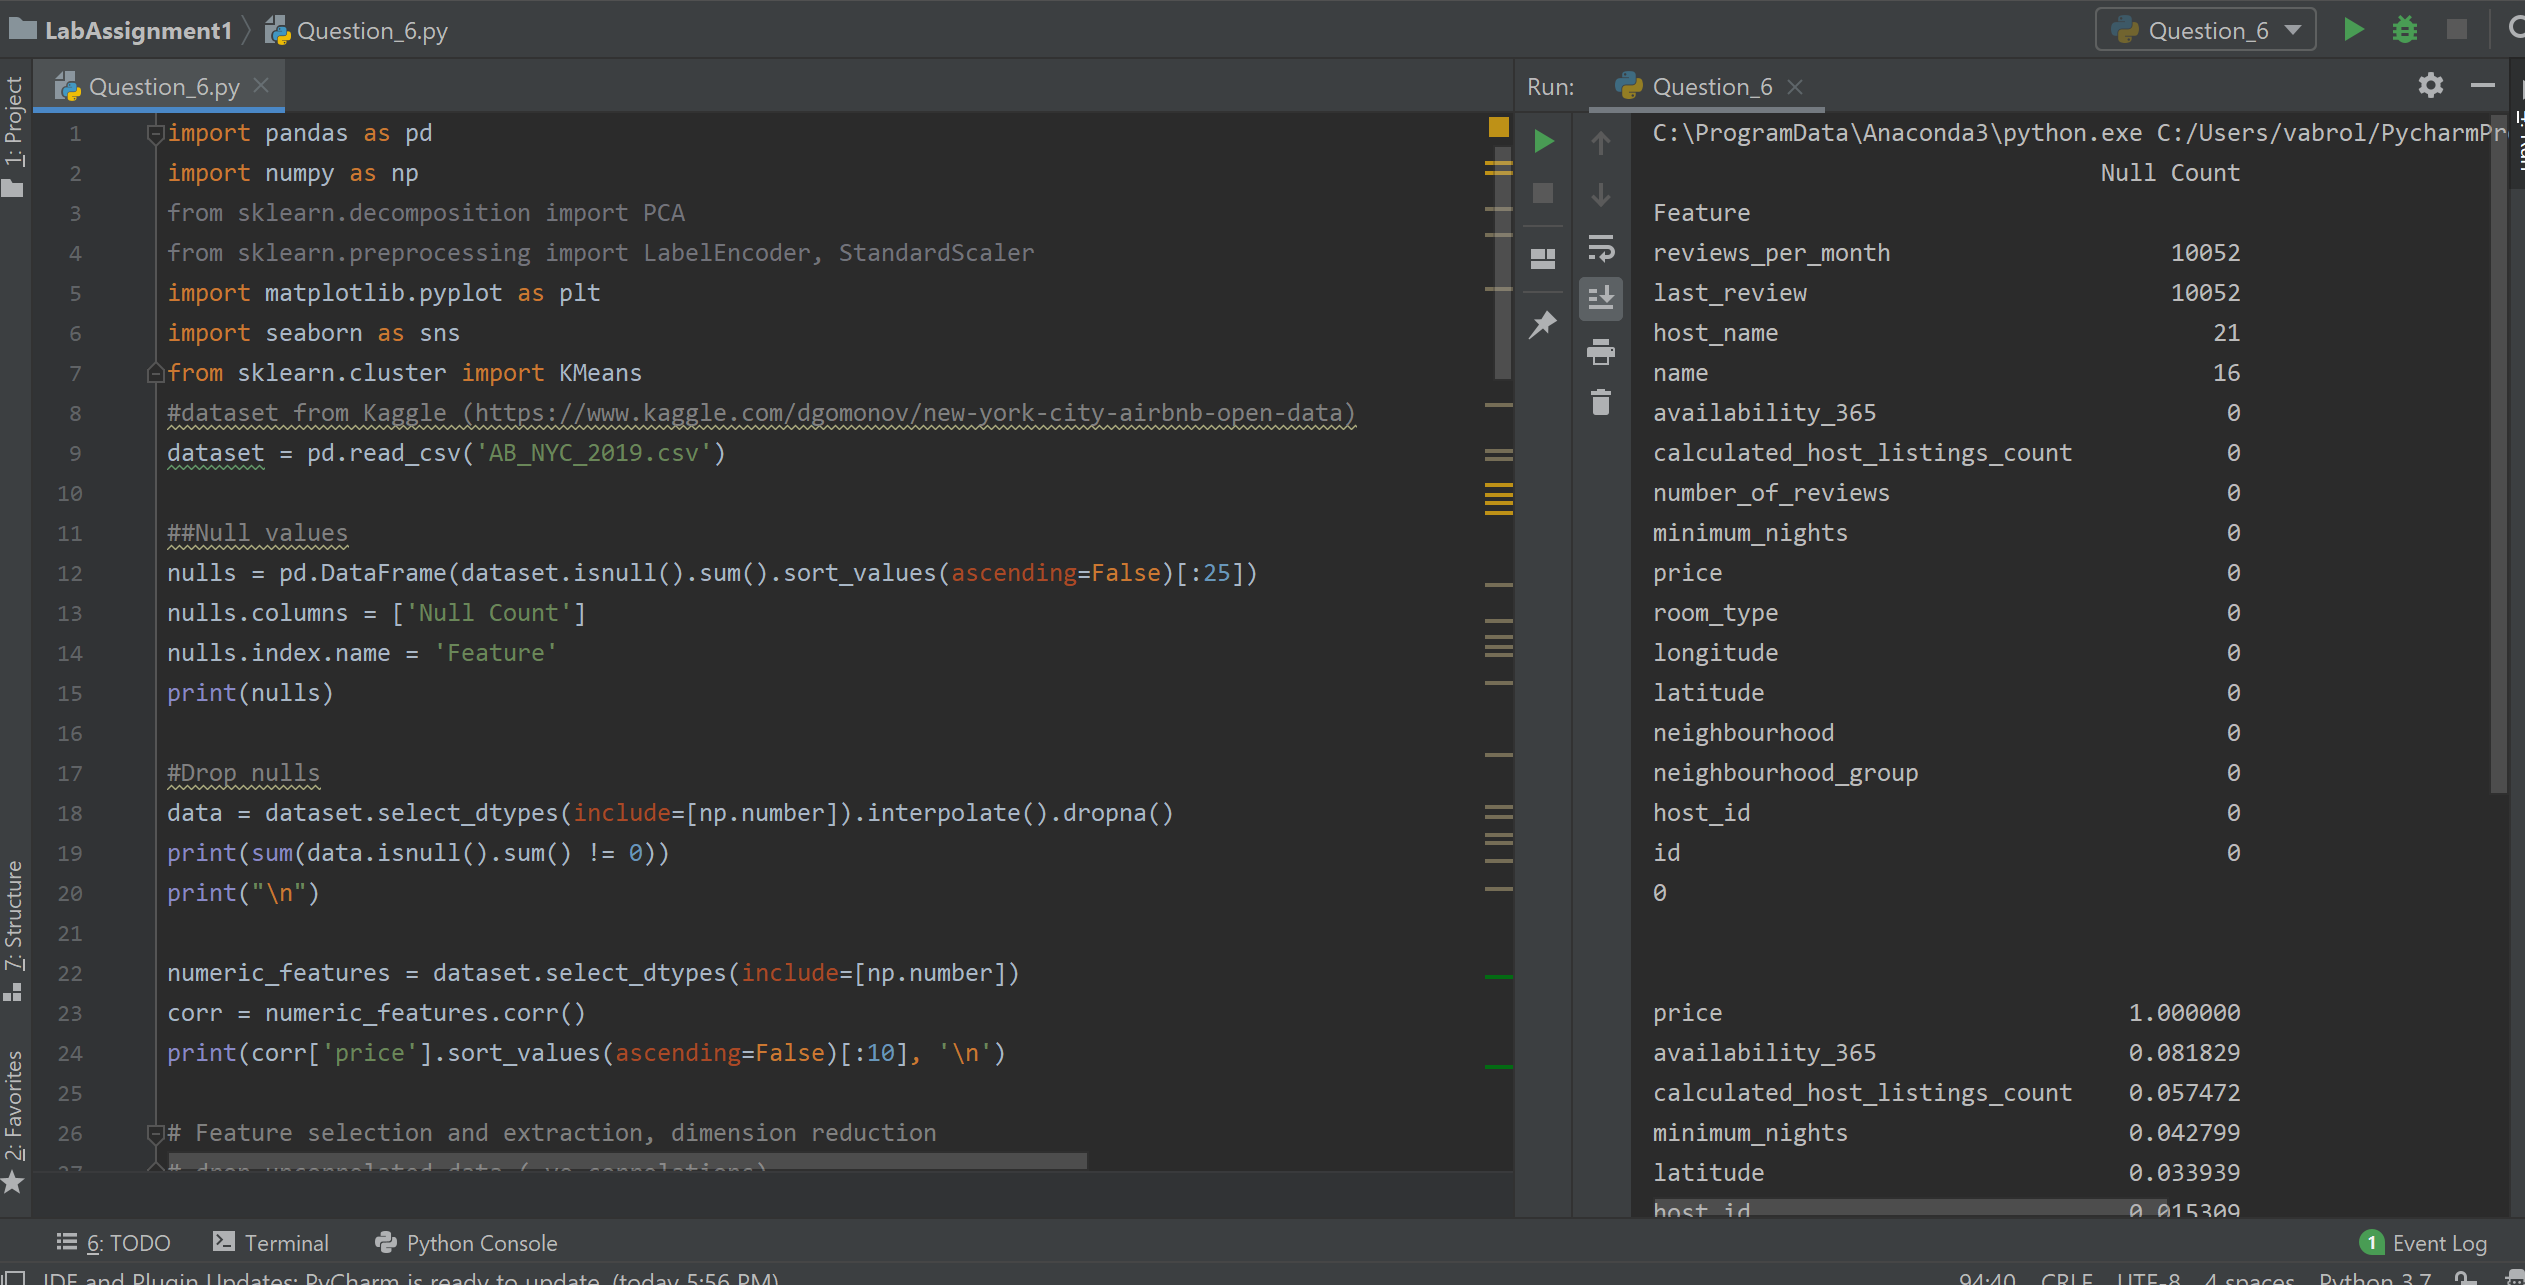 LabAssignment1 Question_6.py Question_6
Question_6.py
Run: Question_6
1: Project
7: Structure
2: Favorites
1 import pandas as pd
2 import numpy as np
3 from sklearn.decomposition import PCA
4 from sklearn.preprocessing import LabelEncoder, StandardScaler
5 import matplotlib.pyplot as plt
6 import seaborn as sns
7 from sklearn.cluster import KMeans
8 #dataset from Kaggle (https://www.kaggle.com/dgomonov/new-york-city-airbnb-open-data)
9 dataset = pd.read_csv('AB_NYC_2019.csv')
10
11 ##Null values
12 nulls = pd.DataFrame(dataset.isnull().sum().sort_values(ascending=False)[:25])
13 nulls.columns = ['Null Count']
14 nulls.index.name = 'Feature'
15 print(nulls)
16
17 #Drop nulls
18 data = dataset.select_dtypes(include=[np.number]).interpolate().dropna()
19 print(sum(data.isnull().sum() != 0))
20 print("\n")
21
22 numeric_features = dataset.select_dtypes(include=[np.number])
23 corr = numeric_features.corr()
24 print(corr['price'].sort_values(ascending=False)[:10], '\n')
25
26 # Feature selection and extraction, dimension reduction
27 # drop uncorrelated data (-ve correlations)
C:\ProgramData\Anaconda3\python.exe C:/Users/vabrol/PycharmPr
Null Count
Feature
reviews_per_month 10052
last_review 10052
host_name 21
name 16
availability_365 0
calculated_host_listings_count 0
number_of_reviews 0
minimum_nights 0
price 0
room_type 0
longitude 0
latitude 0
neighbourhood 0
neighbourhood_group 0
host_id 0
id 0
0
price 1.000000
availability_365 0.081829
calculated_host_listings_count 0.057472
minimum_nights 0.042799
latitude 0.033939
host_id 0.015309
6: TODO Terminal Python Console 1 Event Log
IDE and Plugin Updates: PyCharm is ready to update. (today 5:56 PM) 94:40 CRLF UTF-8 4 spaces Python 3.7